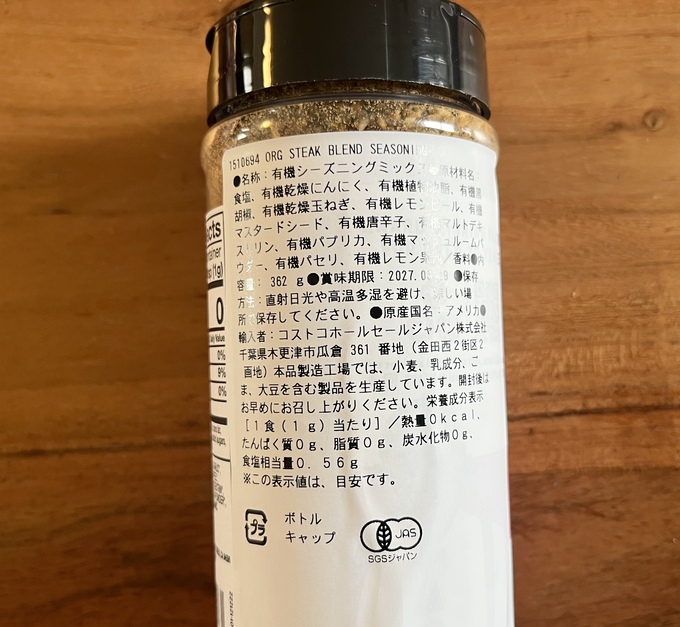 1510694 ORG STEAK BLEND
●名称：有機シーズニングミックス 原材料名：
食塩、有機乾燥にんにく、有機植物油脂、有機黒
胡椒、有機乾燥玉ねぎ、有機レモンピール、有機
マスタードシード、有機唐辛子、有機マルトデキ
ストリン、有機パプリカ、有機マッシュルームパ
ウダー、有機パセリ、有機レモン果汁／香料●内
容量：362ｇ●賞味期限：2027. ●保存
方法：直射日光や高温多湿を避け、涼しい場
所で保存してください。●原産国名：アメリカ●
輸入者：コストコホールセールジャパン株式会社
千葉県木更津市瓜倉 361 番地（金田西２街区２
画地）本品製造工場では、小麦、乳成分、ご
ま、大豆を含む製品を生産しています。開封後は
お早めにお召し上がりください。栄養成分表示
［１食（１ｇ）当たり］／熱量０kcal、
たんぱく質０ｇ、脂質０ｇ、炭水化物０ｇ、
食塩相当量０．５６ｇ
※この表示値は、目安です。
プラ
ボトル
キャップ
JAS
SGSジャパン
0
0%
9%
0%